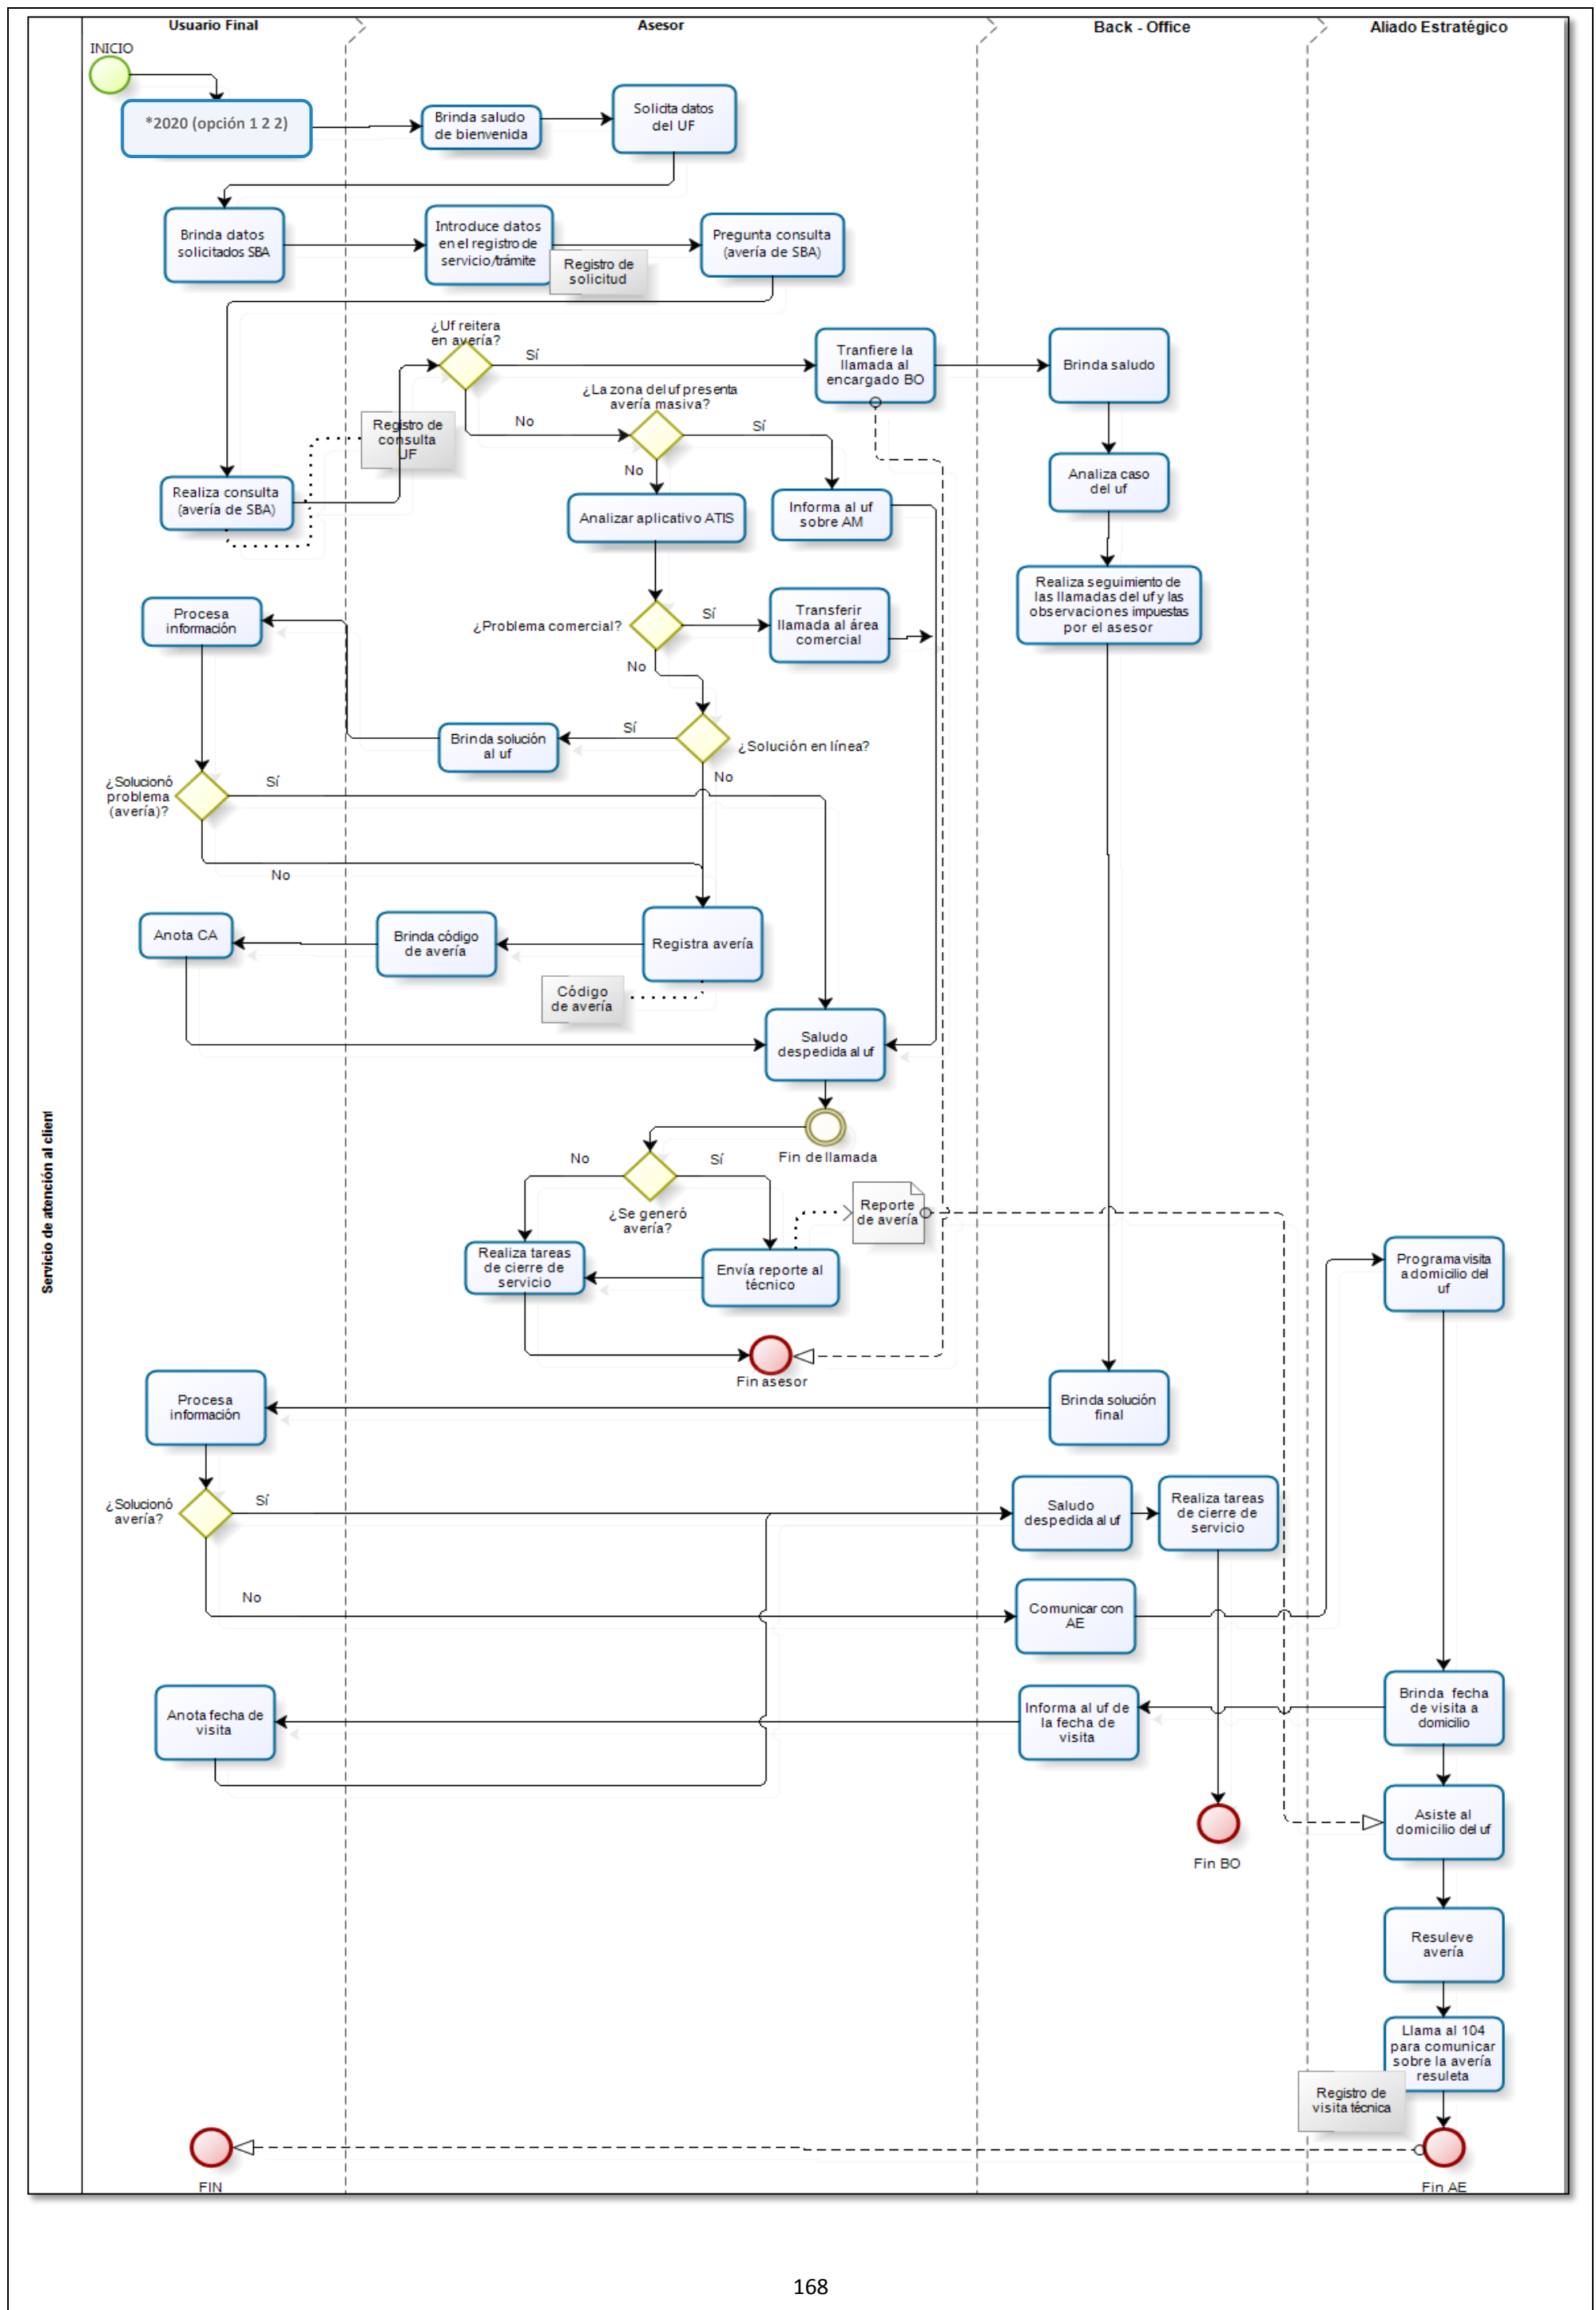 Usuario Final
Asesor
Back - Office
Aliado Estratégico
INICIO
*2020 (opción 1 2 2)
Brinda saludo
de bienvenida
Solicita datos
del UF
Brinda datos
solicitados SBA
Introduce datos
en el registro de
servicio/trámite
Registro de
solicitud
Pregunta consulta
(avería de SBA)
¿Uf reitera
en avería?
Sí
Tranfiere la
llamada al
encargado BO
Brinda saludo
¿La zona del uf presenta
avería masiva?
No
Sí
Registro de
consulta
UF
No
Realiza consulta
(avería de SBA)
Analizar aplicativo ATIS
Informa al uf
sobre AM
Analiza caso
del uf
Realiza seguimiento de
las llamadas del uf y las
observaciones impuestas
por el asesor
Procesa
información
¿Problema comercial?
Sí
Transferir
llamada al área
comercial
No
Brinda solución
al uf
Sí
¿Solución en línea?
No
¿Solucionó
problema
(avería)?
Sí
No
Anota CA
Brinda código
de avería
Registra avería
Código
de avería
Saludo
despedida al uf
Fin de llamada
No
Sí
¿Se generó
avería?
Reporte
de avería
Realiza tareas
de cierre de
servicio
Envía reporte al
técnico
Programa visita
a domicilio del
uf
Servicio de atención al client
Fin asesor
Procesa
información
Brinda solución
final
¿Solucionó
avería?
Sí
Saludo
despedida al uf
Realiza tareas
de cierre de
servicio
No
Comunicar con
AE
Anota fecha de
visita
Informa al uf de
la fecha de
visita
Brinda fecha
de visita a
domicilio
Asiste al
domicilio del uf
Fin BO
Resuleve
avería
Llama al 104
para comunicar
sobre la avería
resuleta
Registro de
visita técnica
FIN
Fin AE
168